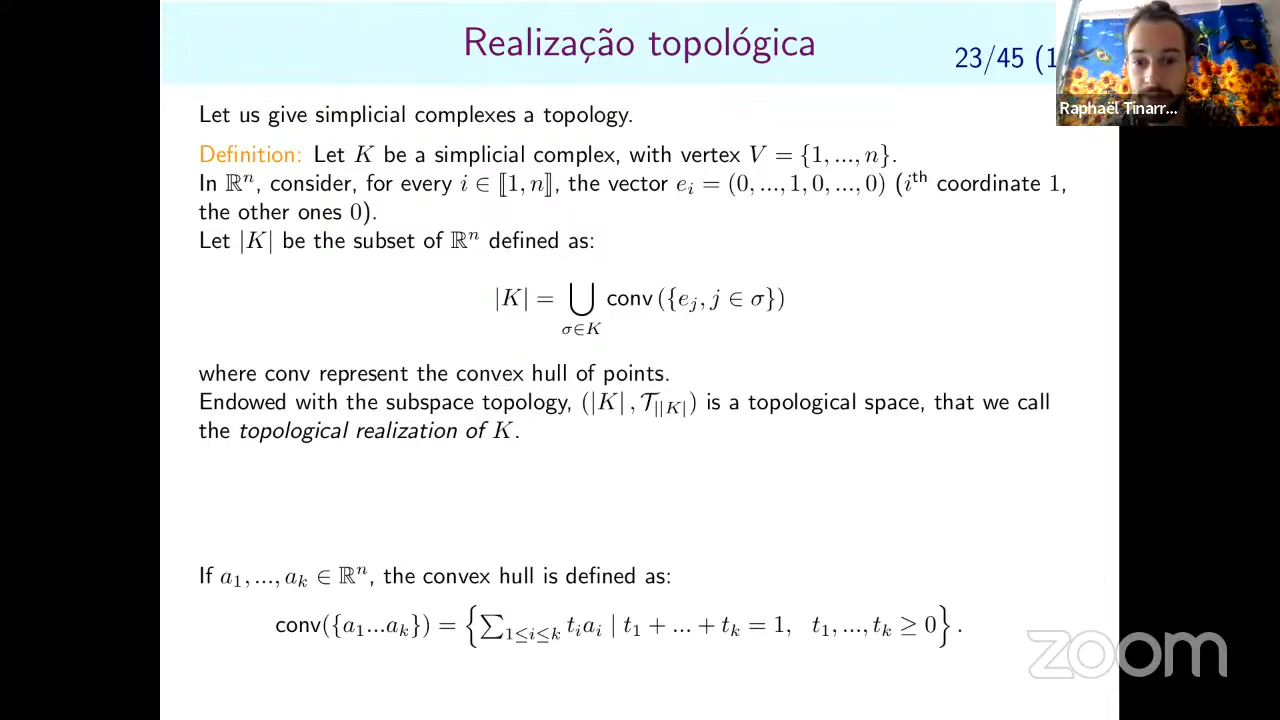 Realização topológica
23/45 (1
Raphaël Tinarr...
Let us give simplicial complexes a topology.
Definition: Let K be a simplicial complex, with vertex V = {1, ..., n}.
In ℝⁿ, consider, for every i ∈ ⟦1, n⟧, the vector eᵢ = (0, ..., 1, 0, ..., 0) (iᵗʰ coordinate 1,
the other ones 0).
Let |K| be the subset of ℝⁿ defined as:
|K| = ⋃_{σ∈K} conv ({eⱼ, j ∈ σ})
where conv represent the convex hull of points.
Endowed with the subspace topology, (|K|, 𝒯_{||K|}) is a topological space, that we call
the topological realization of K.
If a₁, ..., aₖ ∈ ℝⁿ, the convex hull is defined as:
conv({a₁...aₖ}) = {∑_{1≤i≤k} tᵢaᵢ | t₁ + ... + tₖ = 1, t₁, ..., tₖ ≥ 0}.
zoom